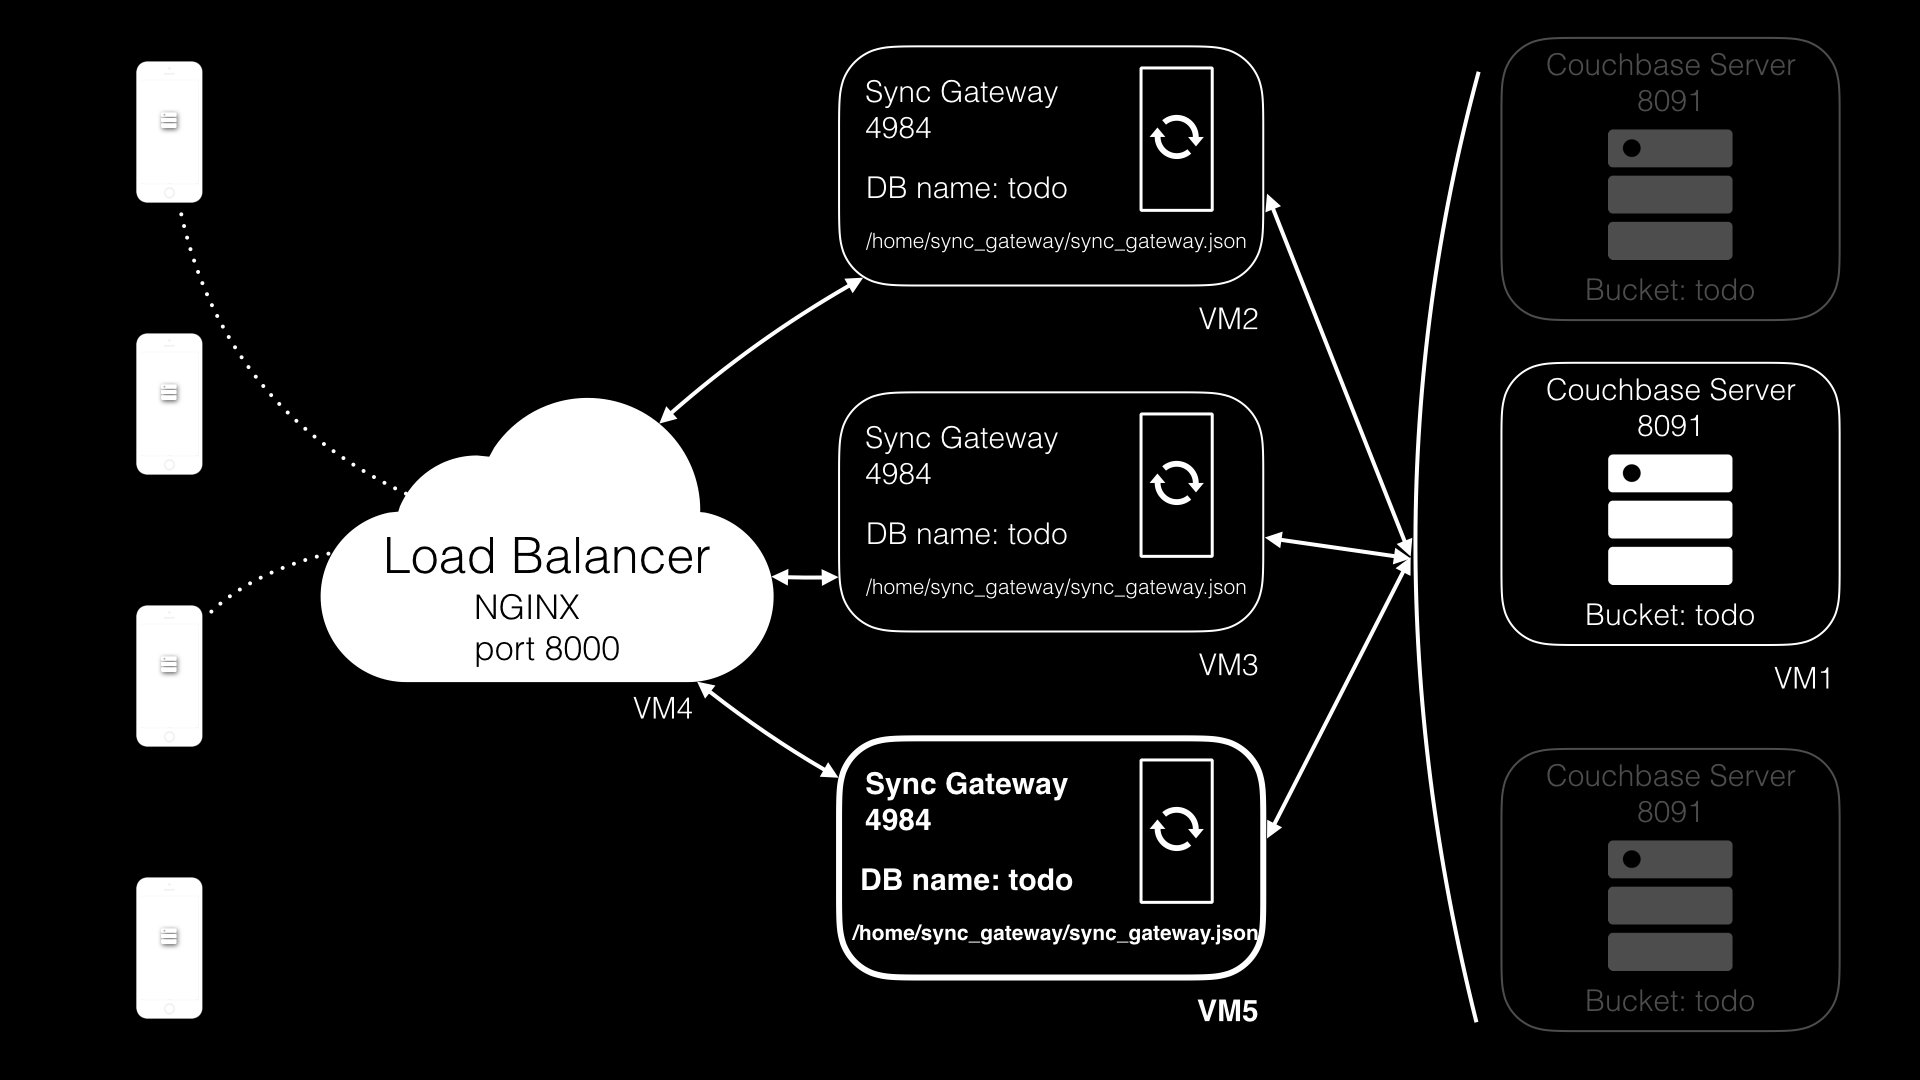 Load Balancer
NGINX
port 8000
VM4
Sync Gateway
4984
DB name: todo
/home/sync_gateway/sync_gateway.json
VM2
Sync Gateway
4984
DB name: todo
/home/sync_gateway/sync_gateway.json
VM3
Sync Gateway
4984
DB name: todo
/home/sync_gateway/sync_gateway.json
VM5
Couchbase Server
8091
Bucket: todo
Couchbase Server
8091
Bucket: todo
VM1
Couchbase Server
8091
Bucket: todo